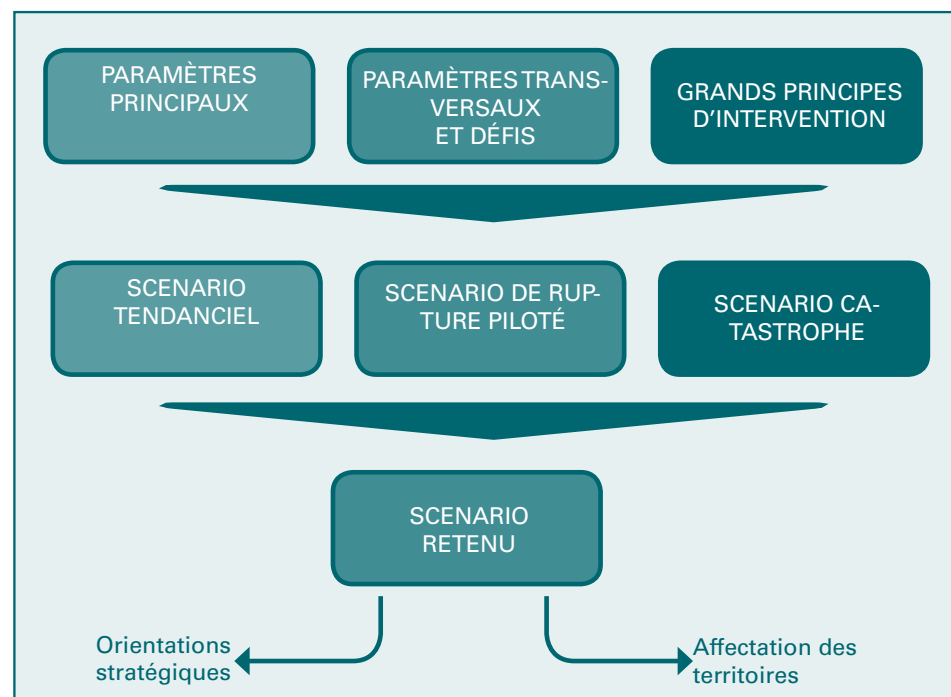 PARAMÈTRES
PRINCIPAUX
PARAMÈTRES TRANS-
VERSAUX
ET DÉFIS
GRANDS PRINCIPES
D'INTERVENTION
SCENARIO
TENDANCIEL
SCENARIO DE RUP-
TURE PILOTÉ
SCENARIO CA-
TASTROPHE
SCENARIO
RETENU
Orientations
stratégiques
Affectation des
territoires